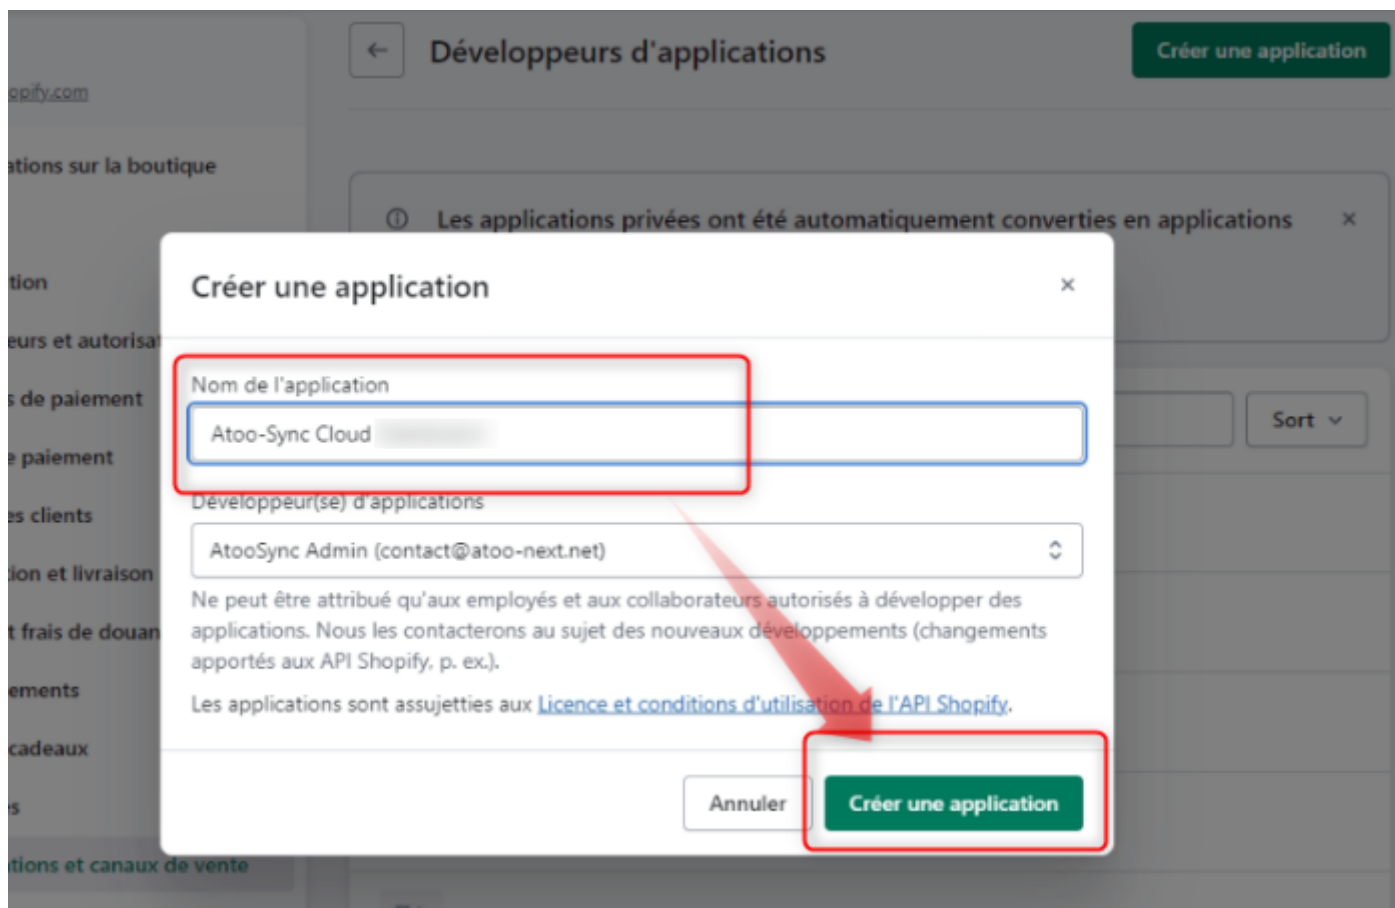 Développeurs d'applications
Créer une application
opify.com
ations sur la boutique
Les applications privées ont été automatiquement converties en applications
tion
Créer une application
eurs et autorisat
Nom de l'application
s de paiement
Atoo-Sync Cloud
Sort
e paiement
Développeur(se) d'applications
es clients
AtooSync Admin (contact@atoo-next.net)
tion et livraison
Ne peut être attribué qu'aux employés et aux collaborateurs autorisés à développer des
applications. Nous les contacterons au sujet des nouveaux développements (changements
apportés aux API Shopify, p. ex.).
t frais de douan
ements
Les applications sont assujetties aux Licence et conditions d'utilisation de l'API Shopify.
cadeaux
Annuler
Créer une application
s
ations et canaux de vente